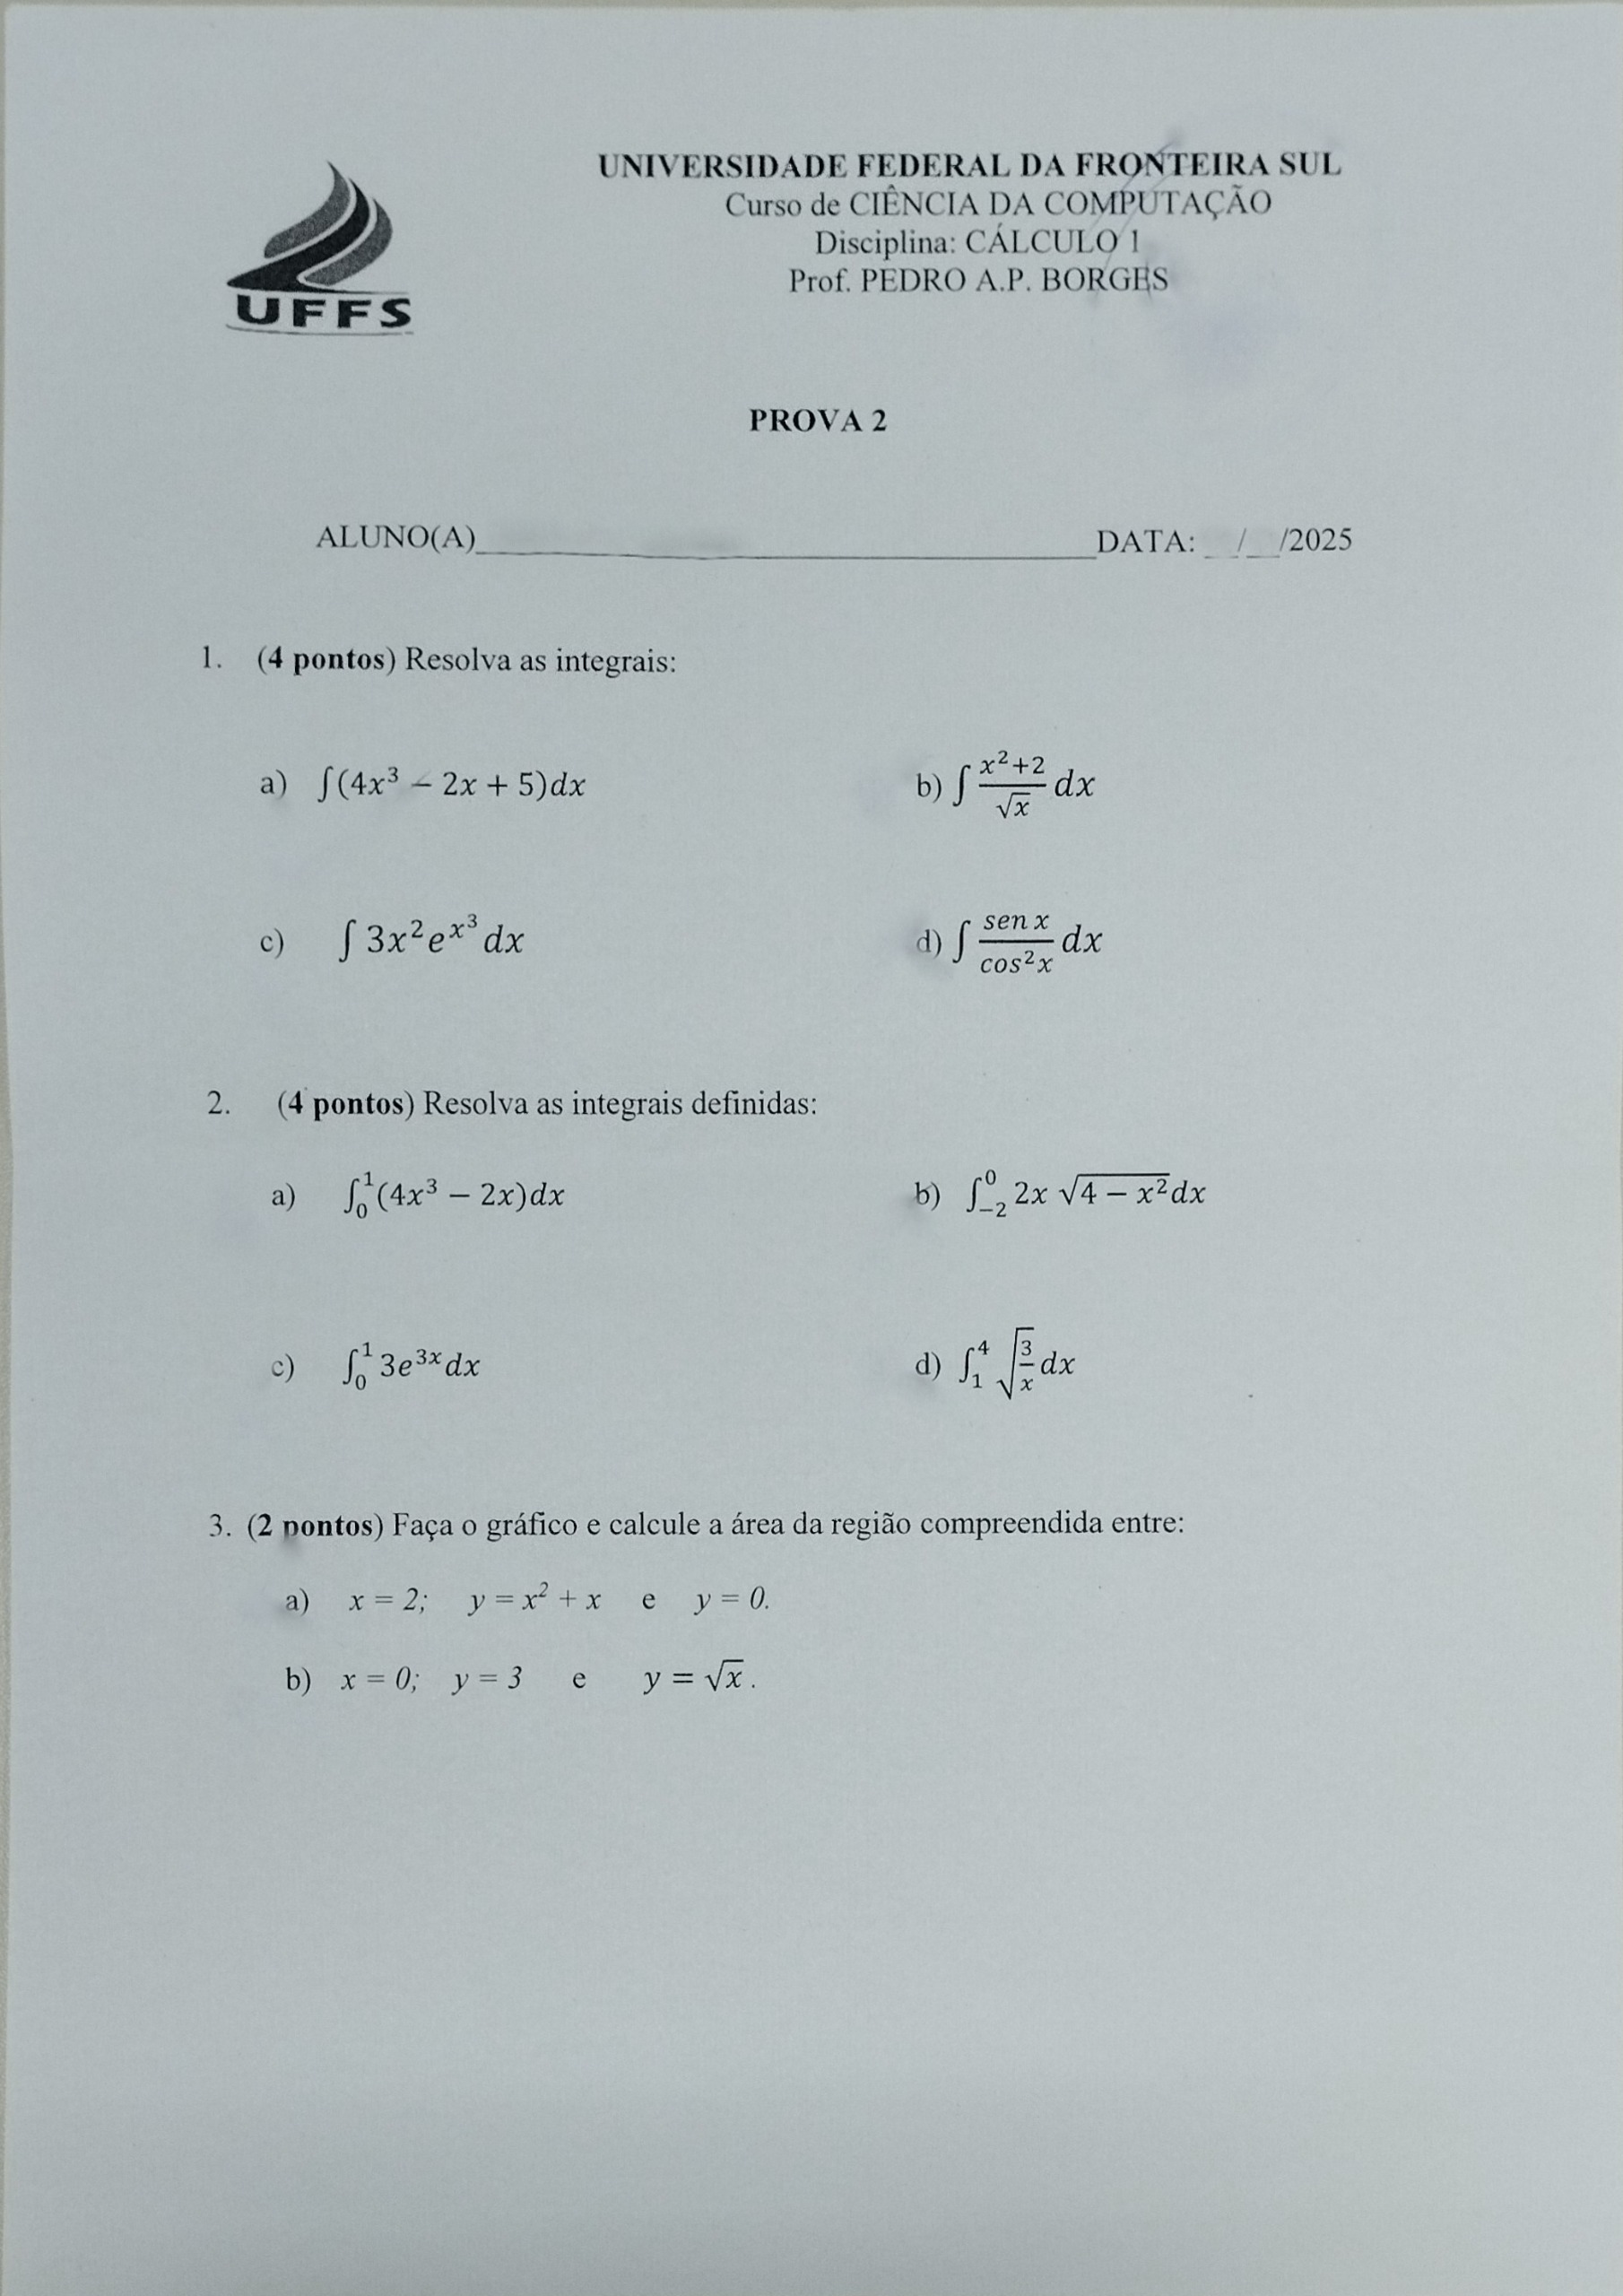 UFFS
UNIVERSIDADE FEDERAL DA FRONTEIRA SUL
Curso de CIÊNCIA DA COMPUTAÇÃO
Disciplina: CÁLCULO 1
Prof. PEDRO A.P. BORGES
PROVA 2
ALUNO(A)______________________________DATA: __/__/2025
1. (4 pontos) Resolva as integrais:
a) ∫(4x³ − 2x + 5)dx
b) ∫ (x²+2)/√x dx
c) ∫ 3x²e^(x³) dx
d) ∫ (sen x)/(cos²x) dx
2. (4 pontos) Resolva as integrais definidas:
a) ∫₀¹(4x³ − 2x)dx
b) ∫₋₂⁰ 2x √(4 − x²)dx
c) ∫₀¹ 3e^(3x)dx
d) ∫₁⁴ √(3/x) dx
3. (2 pontos) Faça o gráfico e calcule a área da região compreendida entre:
a) x = 2; y = x² + x e y = 0.
b) x = 0; y = 3 e y = √x .